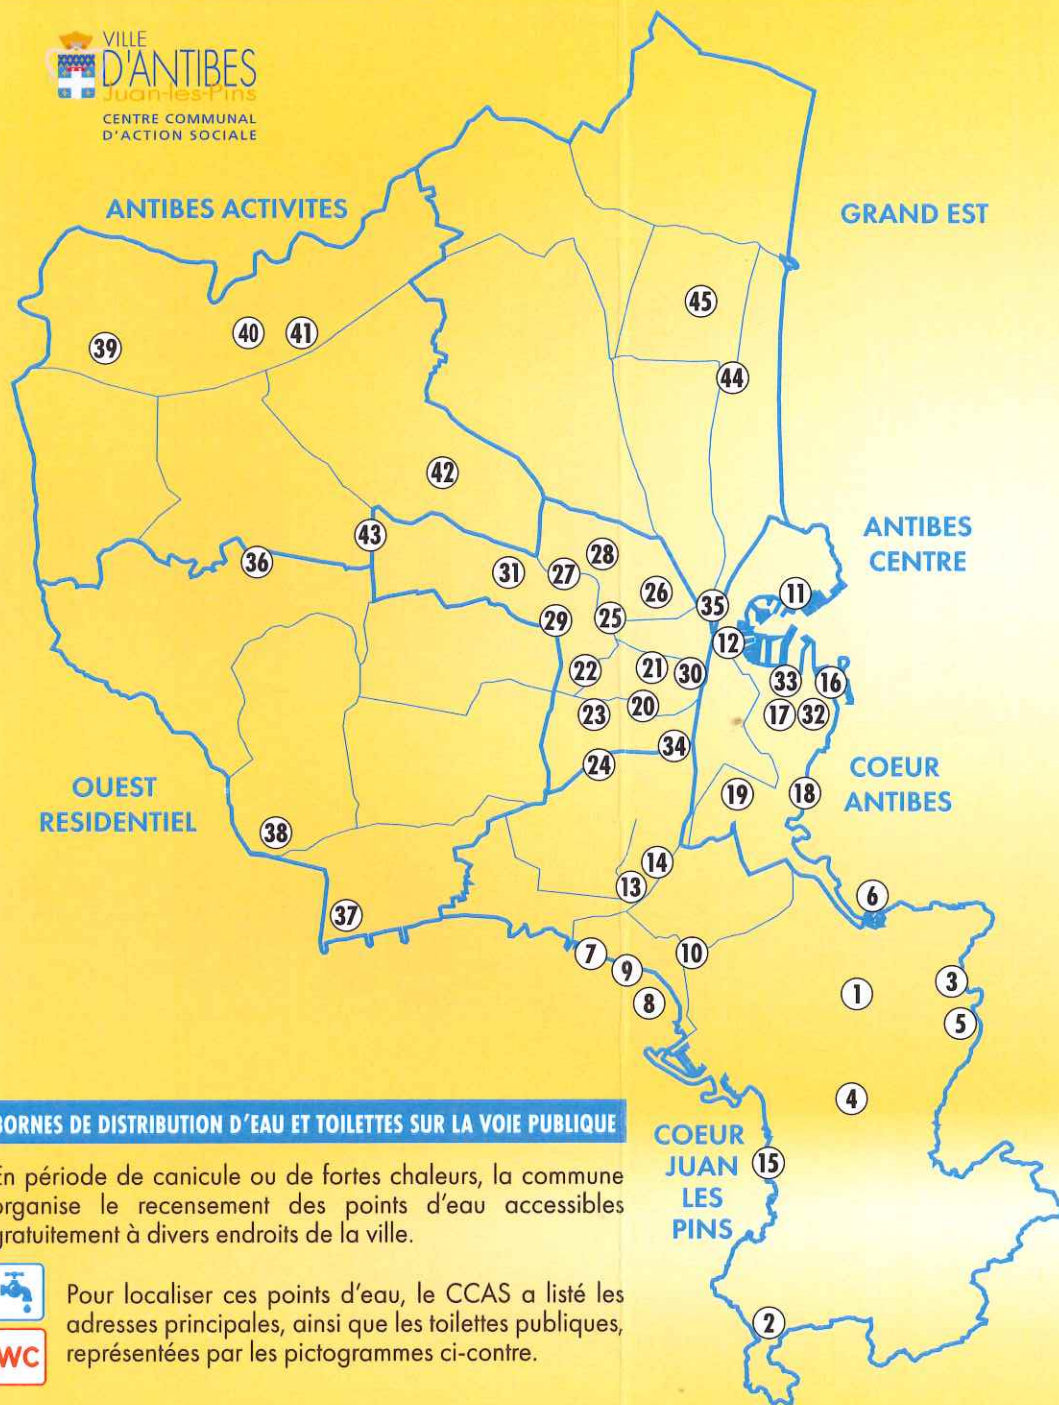 VILLE
D'ANTIBES
Juan-les-Pins
CENTRE COMMUNAL
D'ACTION SOCIALE
ANTIBES ACTIVITES
GRAND EST
45
40
41
39
44
42
ANTIBES
CENTRE
43
36
28
31
27
26
11
35
25
29
12
21
22
30
33
16
20
23
17
32
34
24
COEUR
ANTIBES
OUEST
RESIDENTIEL
19
18
38
14
13
6
37
7
10
9
3
1
8
5
4
BORNES DE DISTRIBUTION D'EAU ET TOILETTES SUR LA VOIE PUBLIQUE
COEUR
JUAN
LES
PINS
15
En période de canicule ou de fortes chaleurs, la commune
organise le recensement des points d'eau accessibles
gratuitement à divers endroits de la ville.
Pour localiser ces points d'eau, le CCAS a listé les
adresses principales, ainsi que les toilettes publiques,
représentées par les pictogrammes ci-contre.
WC
2